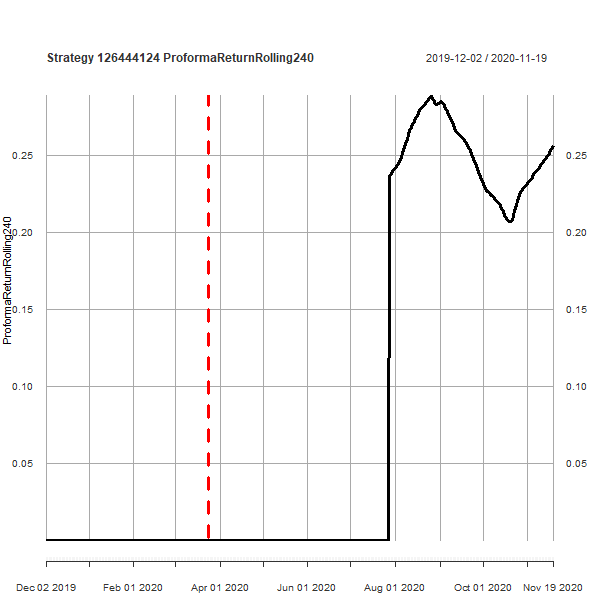 Strategy 126444124 ProformaReturnRolling240
2019-12-02 / 2020-11-19
ProformaReturnRolling240
0.25 0.25
0.20 0.20
0.15 0.15
0.10 0.10
0.05 0.05
Dec 02 2019 Feb 01 2020 Apr 01 2020 Jun 01 2020 Aug 01 2020 Oct 01 2020 Nov 19 2020